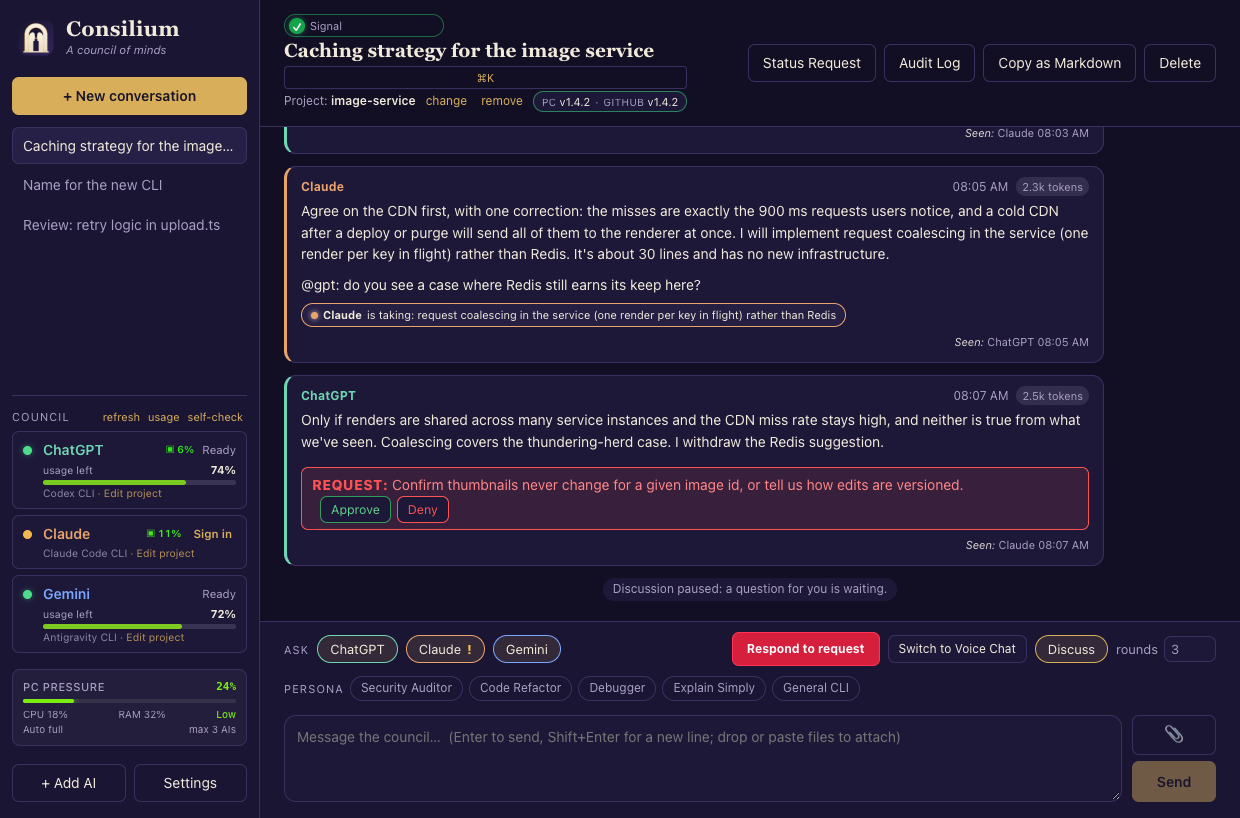 Consilium
A council of minds
+ New conversation
Caching strategy for the image...
Name for the new CLI
Review: retry logic in upload.ts
COUNCIL refresh usage self-check
ChatGPT 6% Ready
usage left 74%
Codex CLI · Edit project
Claude 11% Sign in
Claude Code CLI · Edit project
Gemini Ready
usage left 72%
Antigravity CLI · Edit project
PC PRESSURE 24%
CPU 18% RAM 32% Low
Auto full max 3 AIs
+ Add AI Settings
Signal
Caching strategy for the image service
⌘K
Project: image-service change remove PC v1.4.2 · GITHUB v1.4.2
Status Request Audit Log Copy as Markdown Delete
Seen: Claude 08:03 AM
Claude 08:05 AM 2.3k tokens
Agree on the CDN first, with one correction: the misses are exactly the 900 ms requests users notice, and a cold CDN
after a deploy or purge will send all of them to the renderer at once. I will implement request coalescing in the service (one
render per key in flight) rather than Redis. It's about 30 lines and has no new infrastructure.
@gpt: do you see a case where Redis still earns its keep here?
Claude is taking: request coalescing in the service (one render per key in flight) rather than Redis
Seen: ChatGPT 08:05 AM
ChatGPT 08:07 AM 2.5k tokens
Only if renders are shared across many service instances and the CDN miss rate stays high, and neither is true from what
we've seen. Coalescing covers the thundering-herd case. I withdraw the Redis suggestion.
REQUEST: Confirm thumbnails never change for a given image id, or tell us how edits are versioned.
Approve Deny
Seen: Claude 08:07 AM
Discussion paused: a question for you is waiting.
ASK ChatGPT Claude ! Gemini Respond to request Switch to Voice Chat Discuss rounds 3
PERSONA Security Auditor Code Refactor Debugger Explain Simply General CLI
Message the council... (Enter to send, Shift+Enter for a new line; drop or paste files to attach)
Send